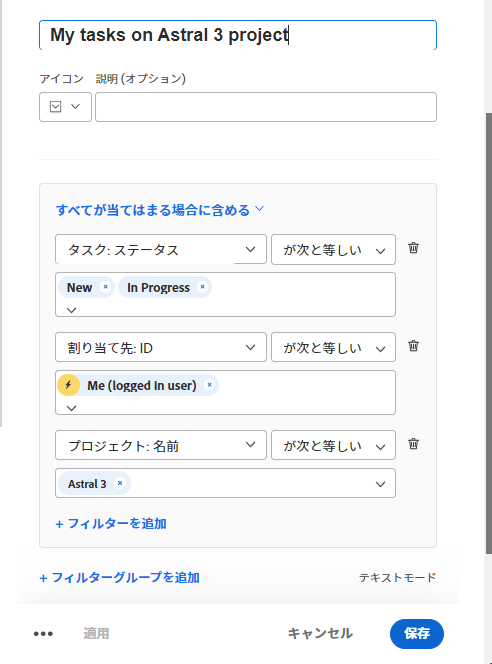 My tasks on Astral 3 project
アイコン 説明 (オプション)
すべてが当てはまる場合に含める
タスク: ステータス が次と等しい
New × In Progress ×
割り当て先: ID が次と等しい
Me (logged In user) ×
プロジェクト: 名前 が次と等しい
Astral 3 ×
+ フィルターを追加
+ フィルターグループを追加 テキストモード
適用 キャンセル 保存